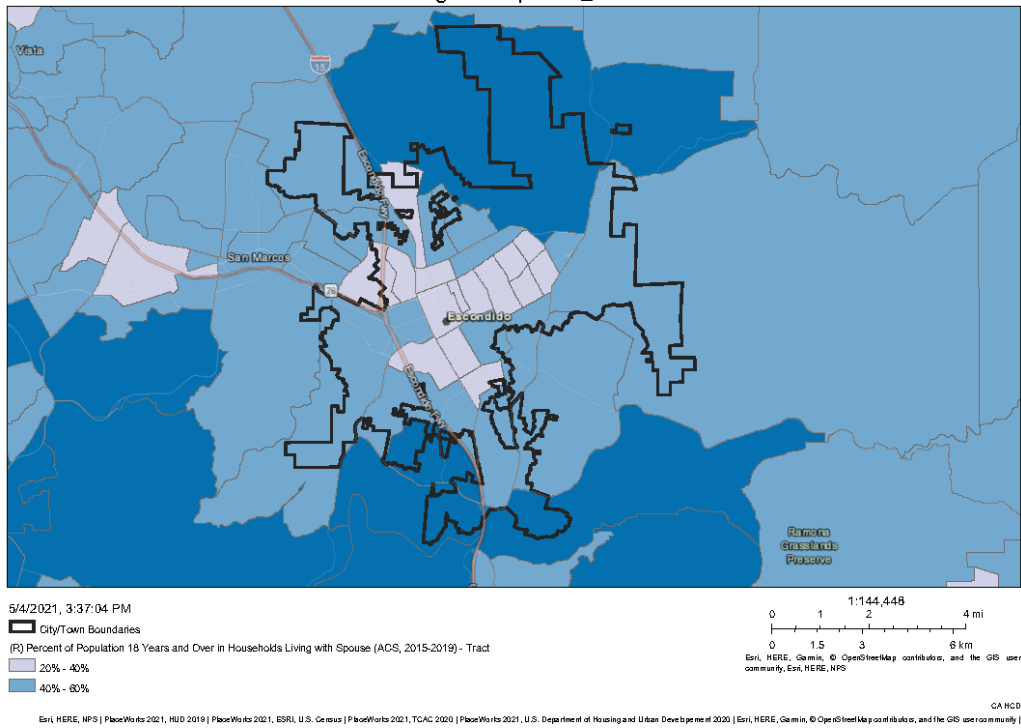 Vista
15
Escondido Fwy
San Marcos
78
Escondido
Escondido Fwy
Ramona
Grasslands
Preserve
5/4/2021, 3:37:04 PM
City/Town Boundaries
(R) Percent of Population 18 Years and Over in Households Living with Spouse (ACS, 2015-2019) - Tract
20% - 40%
40% - 60%
1:144,448
0 1 2 4 mi
0 1.5 3 6 km
Esri, HERE, Garmin, © OpenStreetMap contributors, and the GIS user
community, Esri, HERE, NPS
CA HCD
Esri, HERE, NPS | PlaceWorks 2021, HUD 2019 | PlaceWorks 2021, ESRI, U.S. Census | PlaceWorks 2021, TCAC 2020 | PlaceWorks 2021, U.S. Department of Housing and Urban Developement 2020 | Esri, HERE, Garmin, © OpenStreetMap contributors, and the GIS user community |